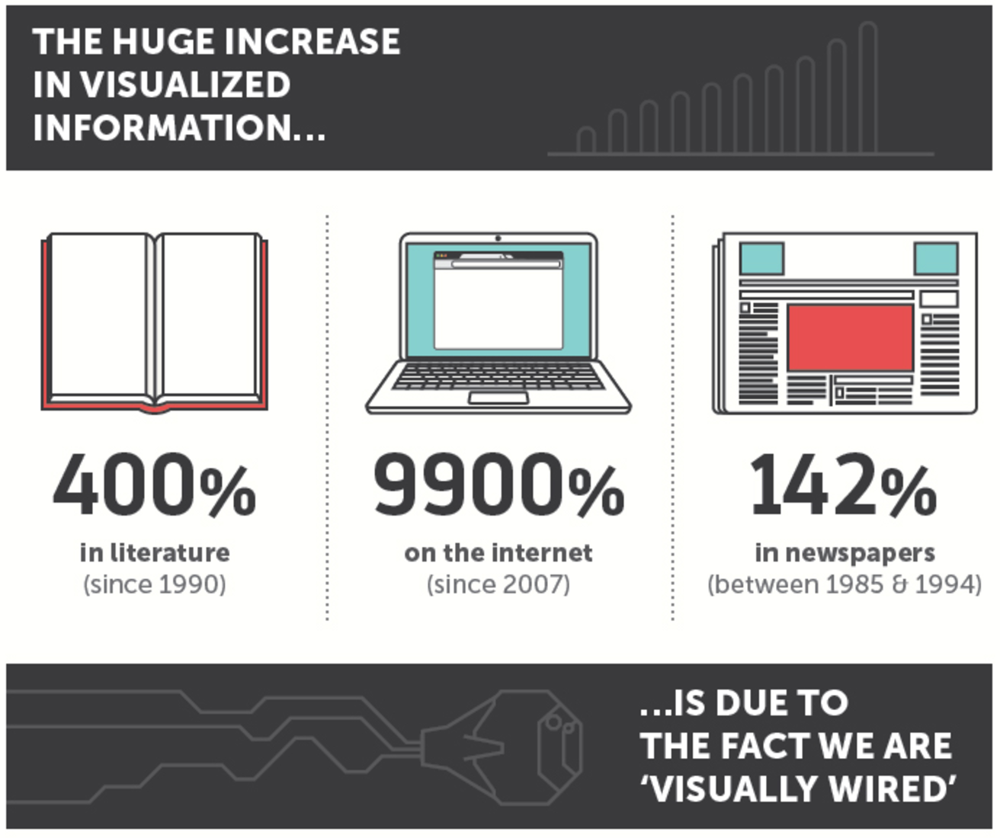 THE HUGE INCREASE
IN VISUALIZED
INFORMATION...
400%
in literature
(since 1990)
9900%
on the internet
(since 2007)
142%
in newspapers
(between 1985 & 1994)
...IS DUE TO
THE FACT WE ARE
‘VISUALLY WIRED’